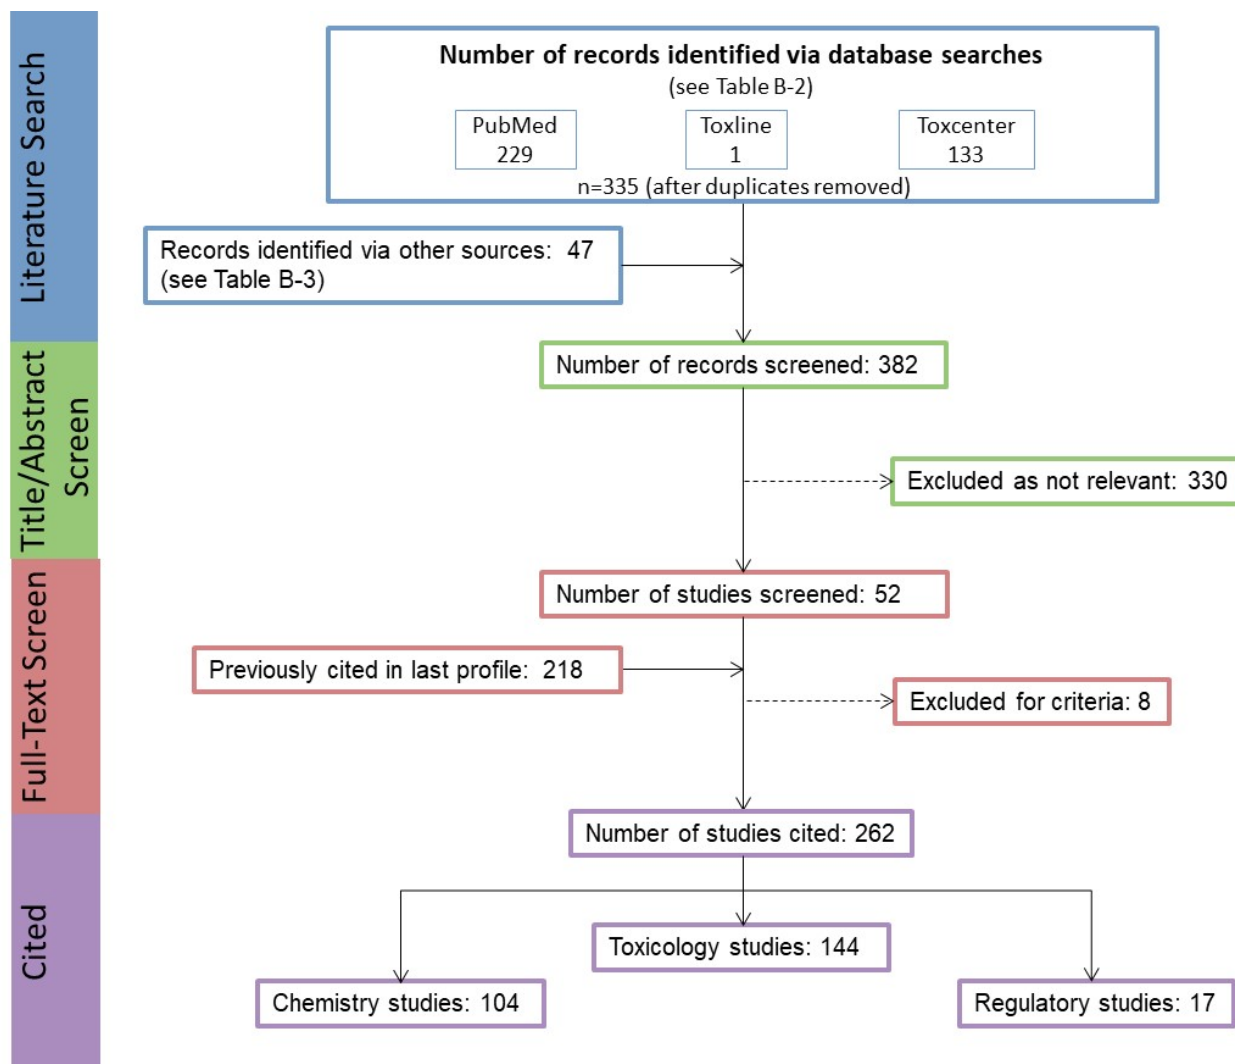 Literature Search
Number of records identified via database searches
(see Table B-2)
PubMed
229
Toxline
1
Toxcenter
133
n=335 (after duplicates removed)
Records identified via other sources: 47
(see Table B-3)
Title/Abstract
Screen
Number of records screened: 382
Excluded as not relevant: 330
Full-Text Screen
Number of studies screened: 52
Previously cited in last profile: 218
Excluded for criteria: 8
Cited
Number of studies cited: 262
Toxicology studies: 144
Chemistry studies: 104
Regulatory studies: 17